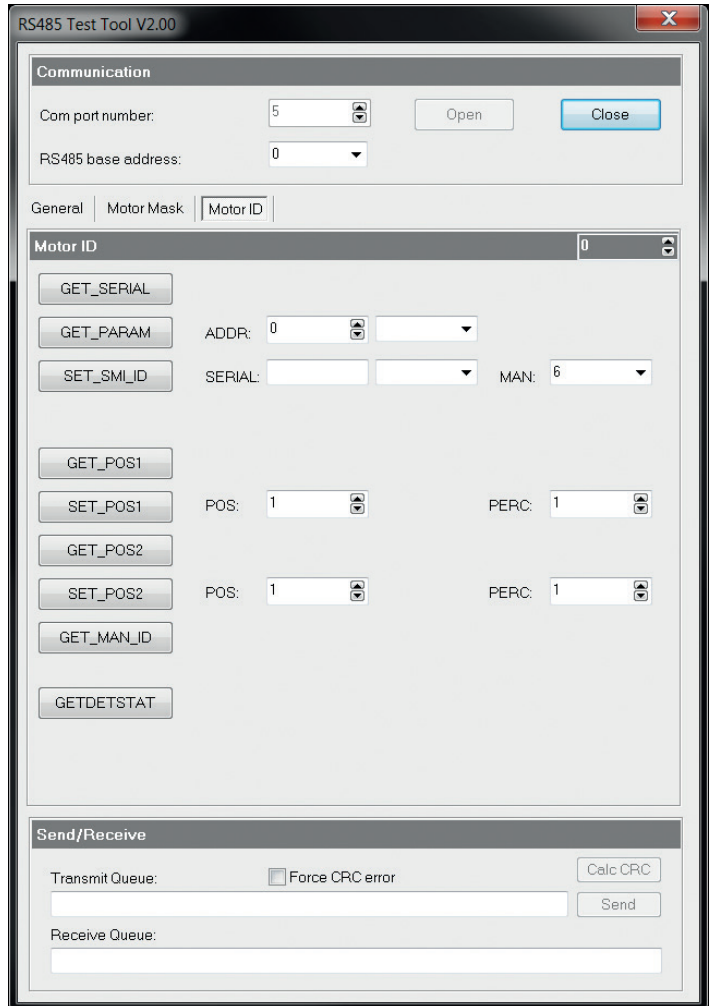 RS485 Test Tool V2.00
X
Communication
Com port number: 5 Open Close
RS485 base address: 0
General Motor Mask Motor ID
Motor ID 0
GET_SERIAL
GET_PARAM ADDR: 0
SET_SMI_ID SERIAL: MAN: 6
GET_POS1
SET_POS1 POS: 1 PERC: 1
GET_POS2
SET_POS2 POS: 1 PERC: 1
GET_MAN_ID
GETDETSTAT
Send/Receive
Transmit Queue: Force CRC error Calc CRC
Send
Receive Queue: